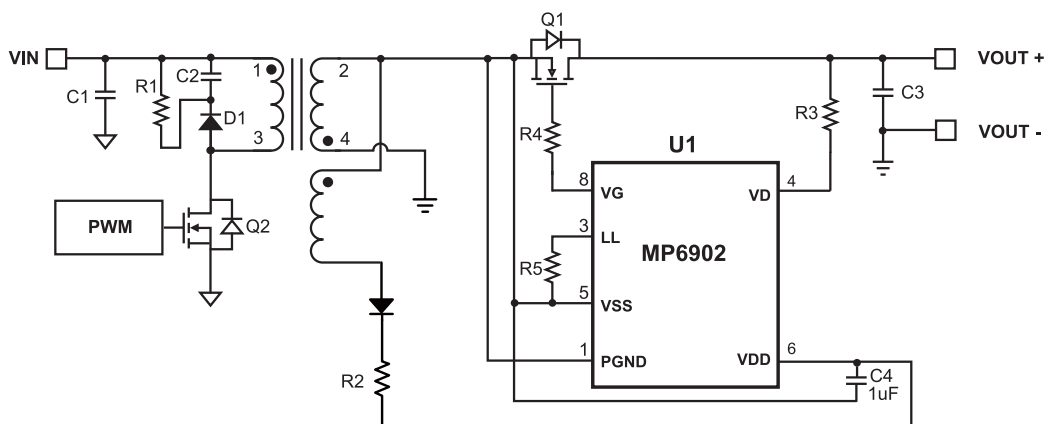 Q1
VIN
VOUT +
1
2
R1
C2
C1
D1
C3
R3
3
4
R4
VOUT -
U1
8
VG
VD
4
PWM
Q2
3
LL
MP6902
R5
5
VSS
1
PGND
VDD
6
R2
C4
1uF